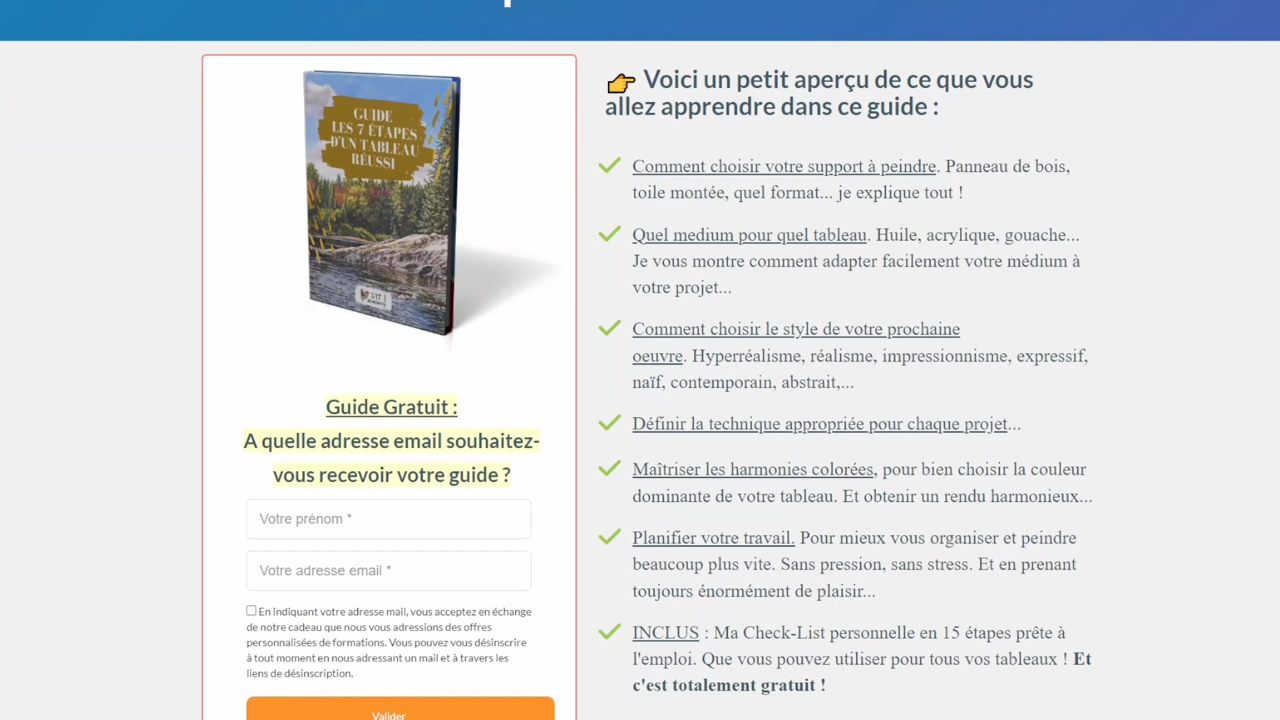 GUIDE
LES 7 ÉTAPES
D'UN TABLEAU
RÉUSSI
Guide Gratuit :
A quelle adresse email souhaitez-
vous recevoir votre guide ?
Votre prénom *
Votre adresse email *
En indiquant votre adresse mail, vous acceptez en échange
de notre cadeau que nous vous adressions des offres
personnalisées de formations. Vous pouvez vous désinscrire
à tout moment en nous adressant un mail et à travers les
liens de désinscription.
Valider
👉 Voici un petit aperçu de ce que vous
allez apprendre dans ce guide :
Comment choisir votre support à peindre. Panneau de bois,
toile montée, quel format... je explique tout !
Quel medium pour quel tableau. Huile, acrylique, gouache...
Je vous montre comment adapter facilement votre médium à
votre projet...
Comment choisir le style de votre prochaine
oeuvre. Hyperréalisme, réalisme, impressionnisme, expressif,
naïf, contemporain, abstrait,...
Définir la technique appropriée pour chaque projet...
Maîtriser les harmonies colorées, pour bien choisir la couleur
dominante de votre tableau. Et obtenir un rendu harmonieux...
Planifier votre travail. Pour mieux vous organiser et peindre
beaucoup plus vite. Sans pression, sans stress. Et en prenant
toujours énormément de plaisir...
INCLUS : Ma Check-List personnelle en 15 étapes prête à
l'emploi. Que vous pouvez utiliser pour tous vos tableaux ! Et
c'est totalement gratuit !